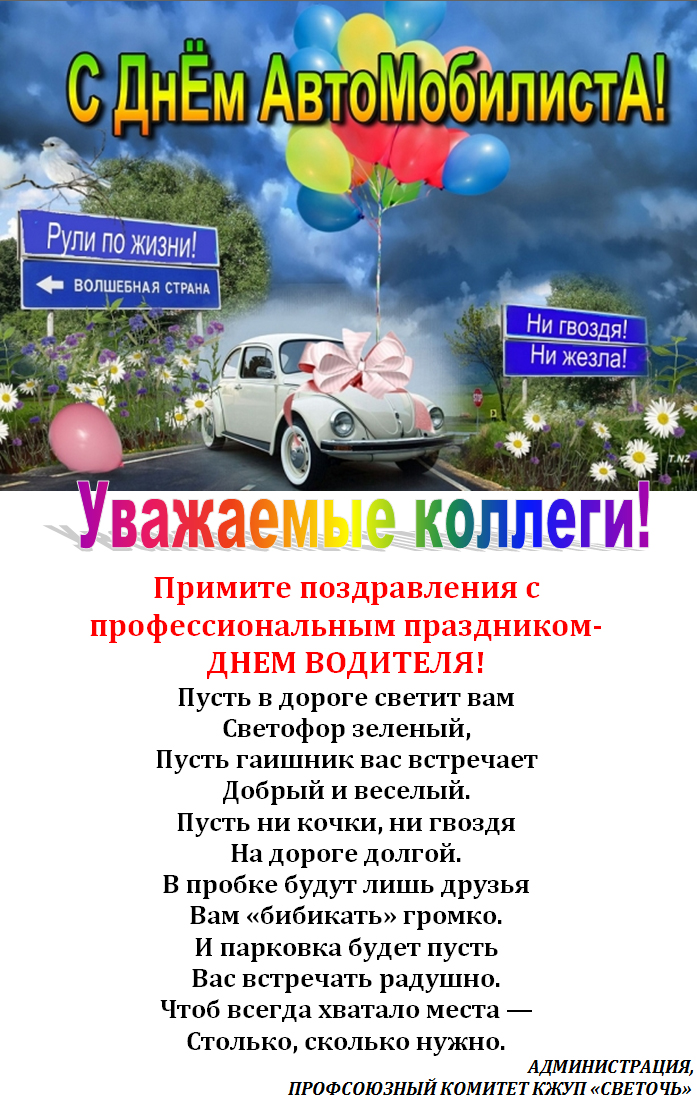 С ДнЁм АвтоМобилистА!
Рули по жизни!
ВОЛШЕБНАЯ СТРАНА
Ни гвоздя!
Ни жезла!
T.NZ
Уважаемые коллеги!
Примите поздравления с
профессиональным праздником-
ДНЕМ ВОДИТЕЛЯ!
Пусть в дороге светит вам
Светофор зеленый,
Пусть гаишник вас встречает
Добрый и веселый.
Пусть ни кочки, ни гвоздя
На дороге долгой.
В пробке будут лишь друзья
Вам «бибикать» громко.
И парковка будет пусть
Вас встречать радушно.
Чтоб всегда хватало места —
Столько, сколько нужно.
АДМИНИСТРАЦИЯ,
ПРОФСОЮЗНЫЙ КОМИТЕТ КЖУП «СВЕТОЧЬ»